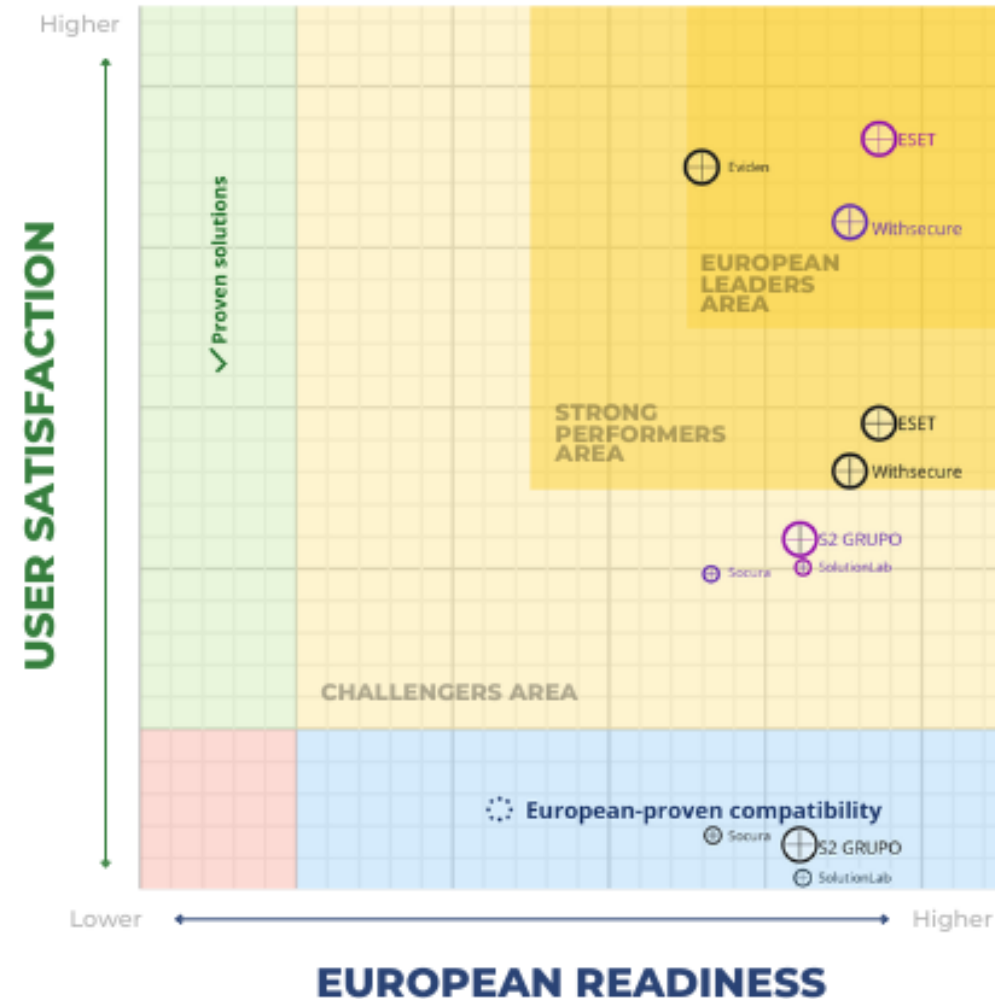 Higher
USER SATISFACTION
✓ Proven solutions
ESET
Eviden
Withsecure
EUROPEAN
LEADERS
AREA
STRONG
PERFORMERS
AREA
ESET
Withsecure
S2 GRUPO
SolutionLab
Socura
CHALLENGERS AREA
European-proven compatibility
Socura
S2 GRUPO
SolutionLab
Lower
Higher
EUROPEAN READINESS